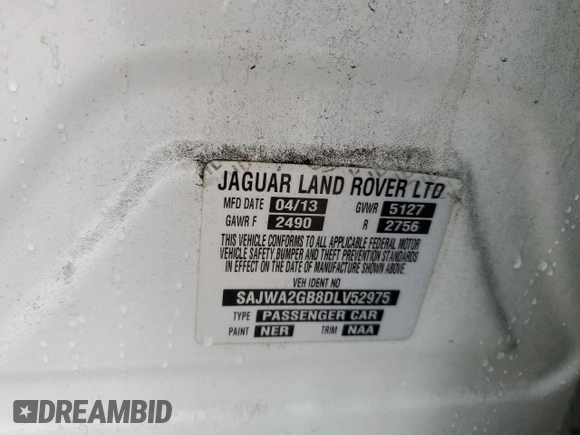 JAGUAR LAND ROVER LTD
MFD DATE 04/13 GVWR 5127
GAWR F 2490 R 2756
THIS VEHICLE CONFORMS TO ALL APPLICABLE FEDERAL MOTOR
VEHICLE SAFETY, BUMPER AND THEFT PREVENTION STANDARDS
IN EFFECT ON THE DATE OF MANUFACTURE SHOWN ABOVE.
VEH IDENT NO
SAJWA2GB8DLV52975
TYPE PASSENGER CAR
PAINT NER TRIM NAA
DREAMBID